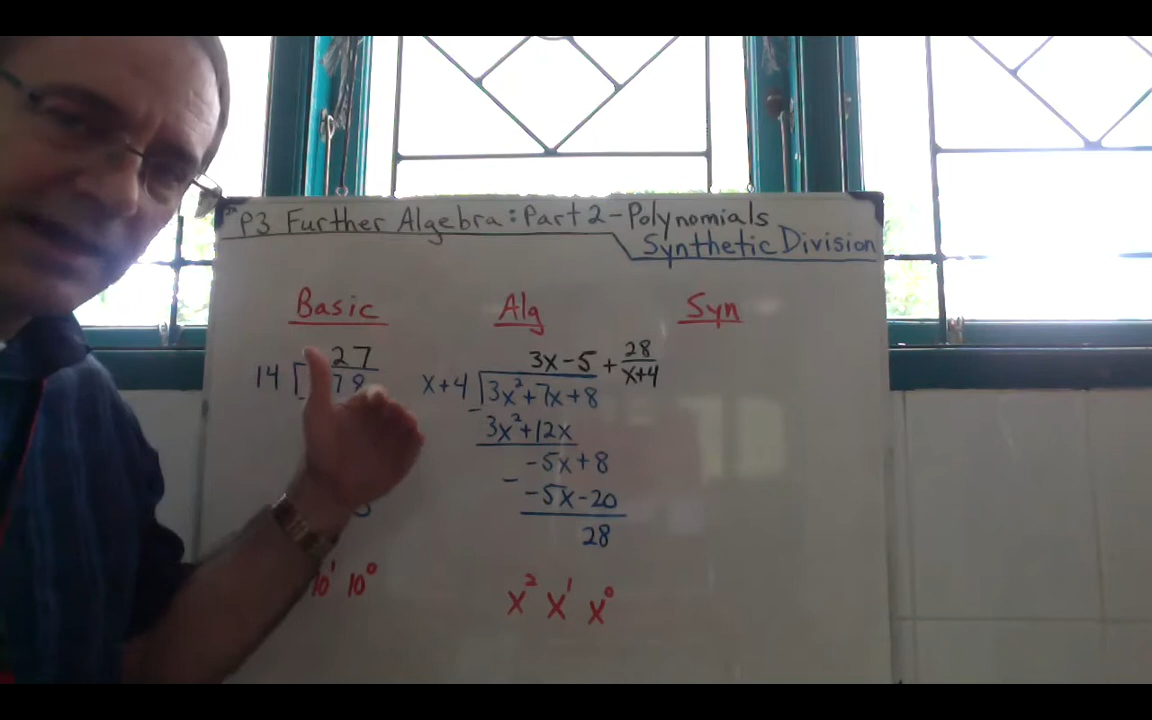 P3 Further Algebra: Part 2 - Polynomials
Synthetic Division
Basic
27
14
78
10¹ 10⁰
Alg
3x-5 + 28/x+4
x+4
3x²+7x+8
- 3x²+12x
-5x+8
- -5x-20
28
x² x¹ x⁰
Syn